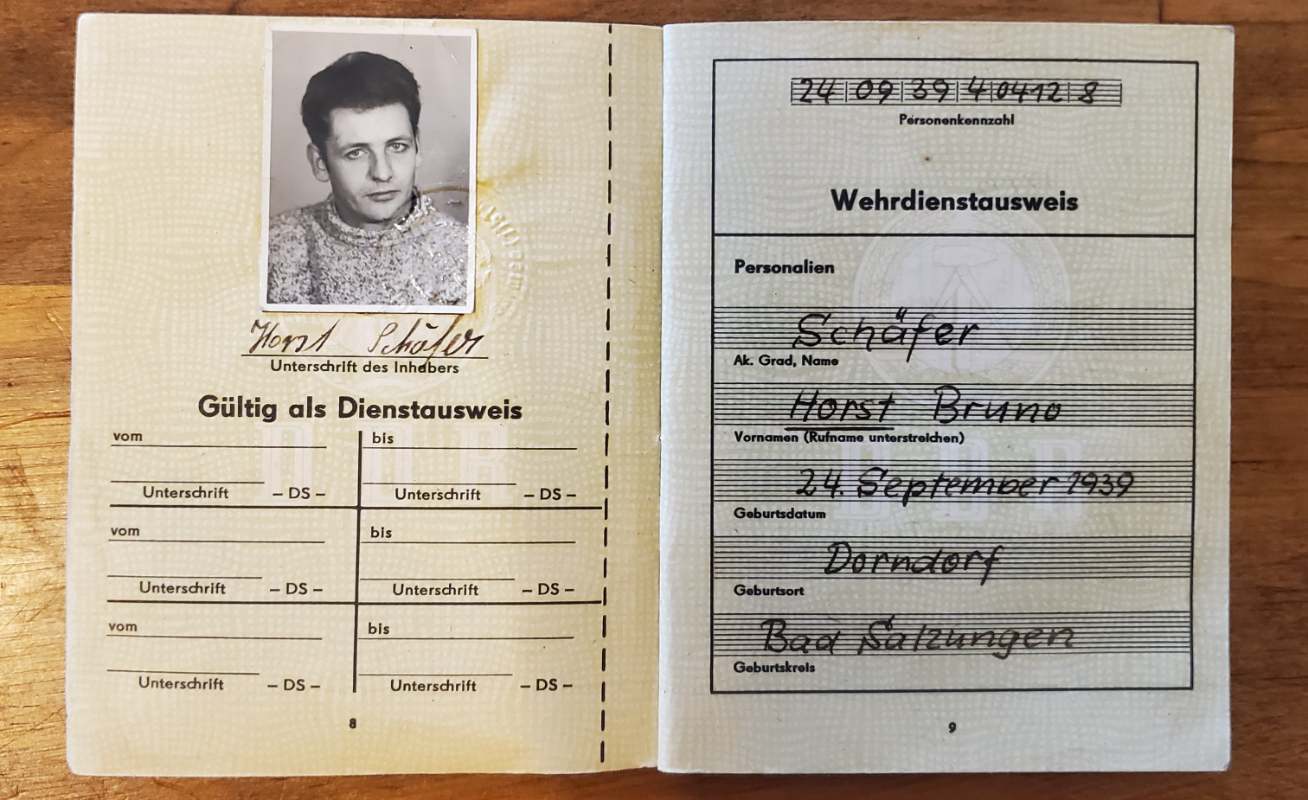 Horst Schäfer
Unterschrift des Inhabers
Gültig als Dienstausweis
vom bis
Unterschrift – DS – Unterschrift – DS –
vom bis
Unterschrift – DS – Unterschrift – DS –
vom bis
Unterschrift – DS – Unterschrift – DS –
8
24 09 39 4 0412 8
Personenkennzahl
Wehrdienstausweis
Personalien
Schäfer
Ak. Grad, Name
Horst Bruno
Vornamen (Rufname unterstreichen)
24. September 1939
Geburtsdatum
Dorndorf
Geburtsort
Bad Salzungen
Geburtskreis
9
DDR
DDR